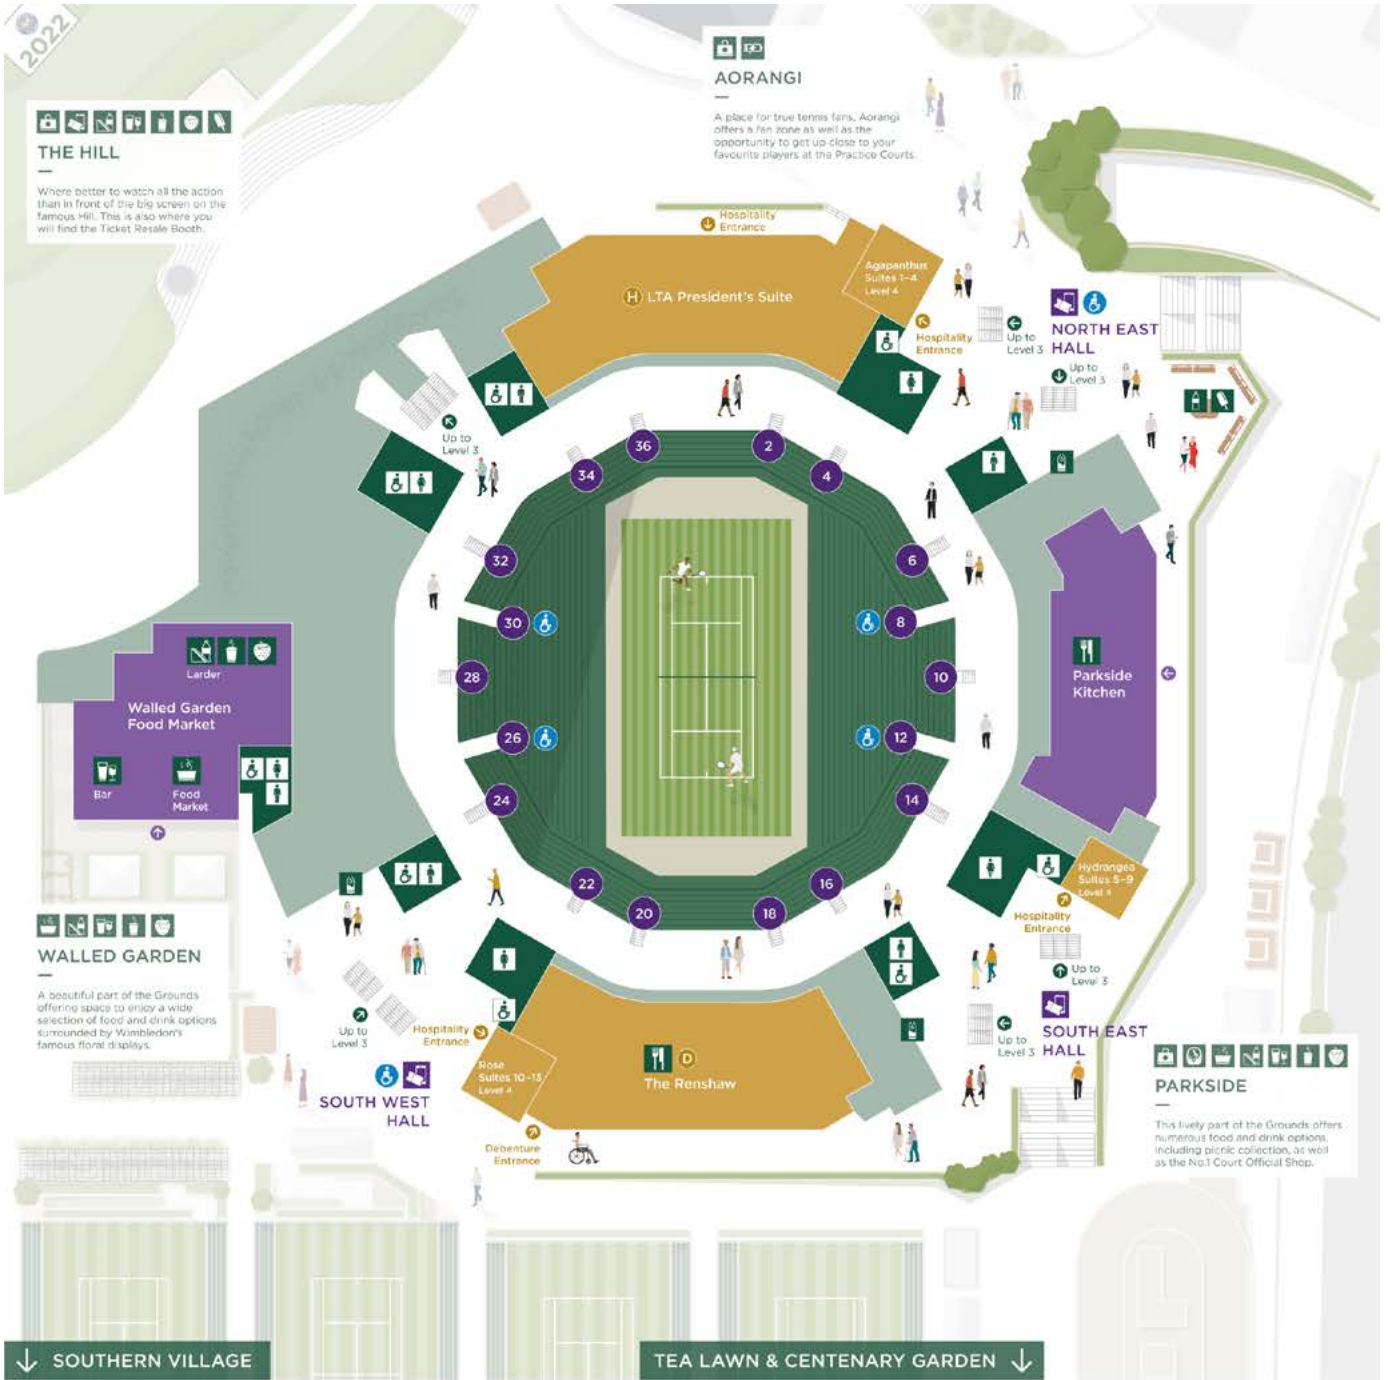 2022
AORANGI
A place for true tennis fans, Aorangi
offers a fan zone as well as the
opportunity to get up close to your
favourite players at the Practice Courts.
THE HILL
Where better to watch all the action
than in front of the big screen on the
famous Hill. This is also where you
will find the Ticket Resale Booth.
Hospitality
Entrance
Agapanthus
Suites 1-4
Level 4
H LTA President's Suite
Hospitality
Entrance
Up to
Level 3
NORTH EAST
HALL
Up to
Level 3
Up to
Level 3
36
2
34
4
32
6
30
8
28
10
26
12
24
14
22
16
20
18
Larder
Walled Garden
Food Market
Bar
Food
Market
Parkside
Kitchen
Hydrangea
Suites 5-9
Level 4
Hospitality
Entrance
Up to
Level 3
WALLED GARDEN
A beautiful part of the Grounds
offering space to enjoy a wide
selection of food and drink options
surrounded by Wimbledon's
famous floral displays.
Up to
Level 3
Hospitality
Entrance
Rose
Suites 10-13
Level 4
D
The Renshaw
SOUTH EAST
HALL
Up to
Level 3
SOUTH WEST
HALL
Debenture
Entrance
PARKSIDE
This lively part of the Grounds offers
numerous food and drink options,
including picnic collection, as well
as the No.1 Court Official Shop.
SOUTHERN VILLAGE
TEA LAWN & CENTENARY GARDEN